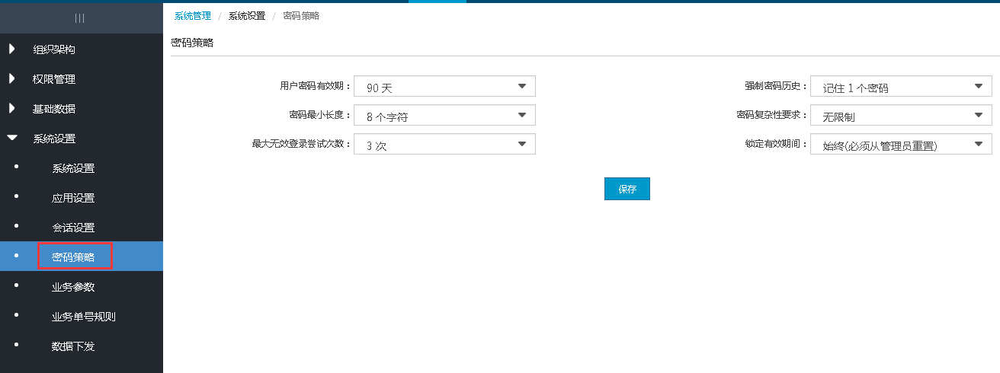 系统管理 / 系统设置 / 密码策略
密码策略
组织架构
权限管理
基础数据
系统设置
系统设置
应用设置
会话设置
密码策略
业务参数
业务单号规则
数据下发
用户密码有效期： 90 天 强制密码历史： 记住 1 个密码
密码最小长度： 8 个字符 密码复杂性要求： 无限制
最大无效登录尝试次数： 3 次 锁定有效期间： 始终(必须从管理员重置)
保存